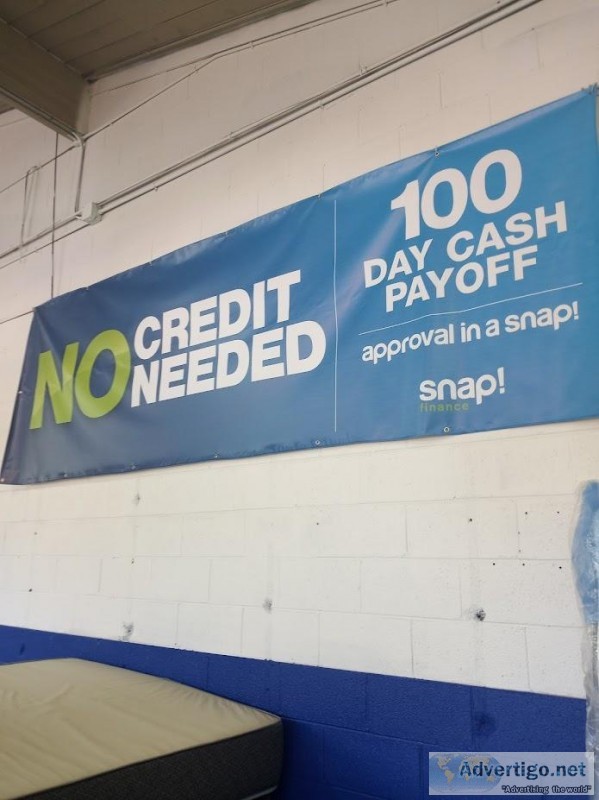 NO CREDIT
NEEDED
100
DAY CASH
PAYOFF
approval in a snap!
snap!
finance
Advertigo.net
"Advertising the world"